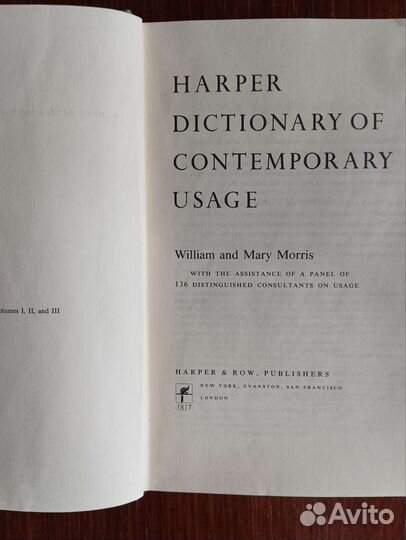 olumes I, II, and III
HARPER
DICTIONARY OF
CONTEMPORARY
USAGE
William and Mary Morris
WITH THE ASSISTANCE OF A PANEL OF
136 DISTINGUISHED CONSULTANTS ON USAGE
HARPER & ROW, PUBLISHERS
NEW YORK, EVANSTON, SAN FRANCISCO
LONDON
1817
Avito